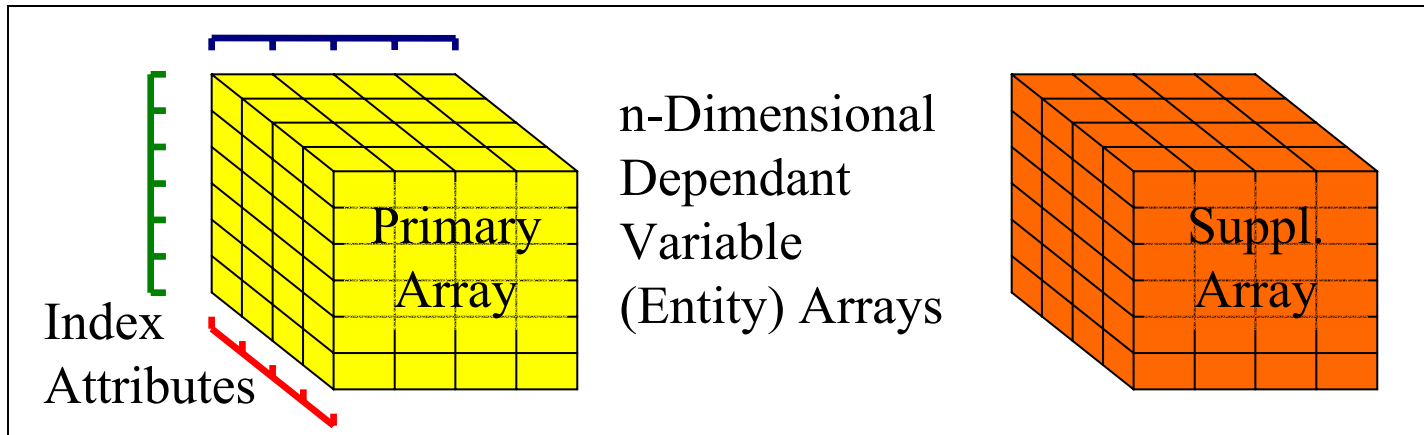 Primary
Array
Index
Attributes
n-Dimensional
Dependant
Variable
(Entity) Arrays
Suppl.
Array